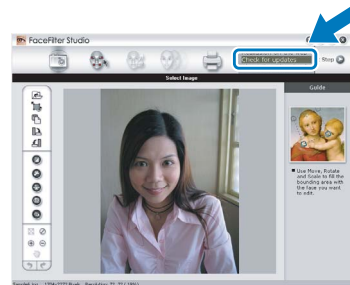 FaceFilter Studio
Check for updates
Stop
Select Image
Guide
Use Move, Rotate
and Scale to fill the
bounding area with
the face you want
to edit.